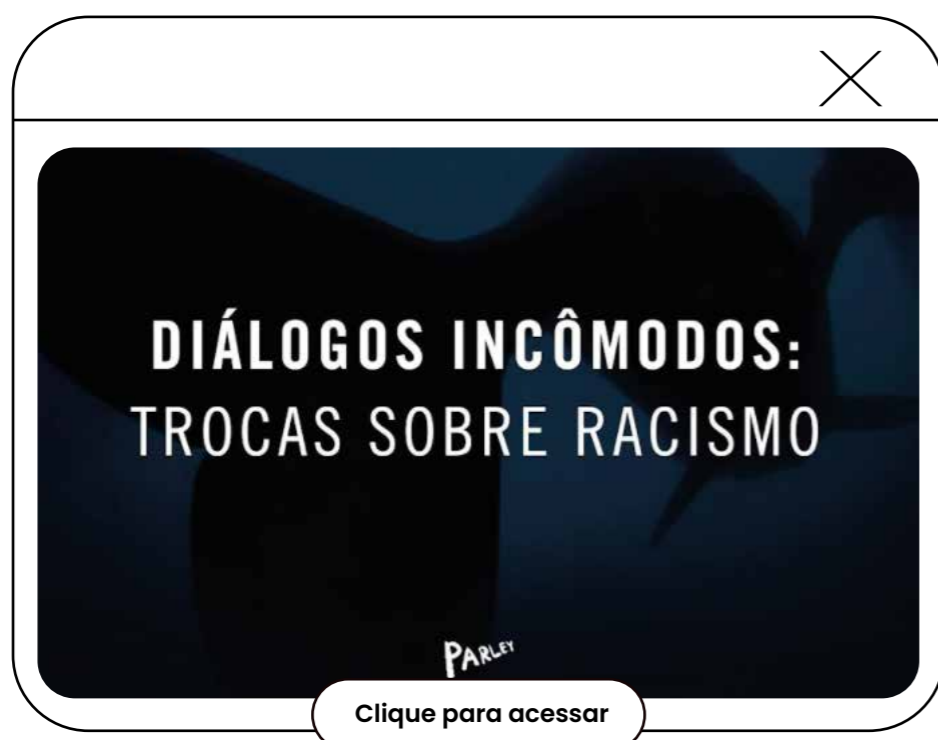 DIÁLOGOS INCÔMODOS:
TROCAS SOBRE RACISMO
PARLEY
Clique para acessar